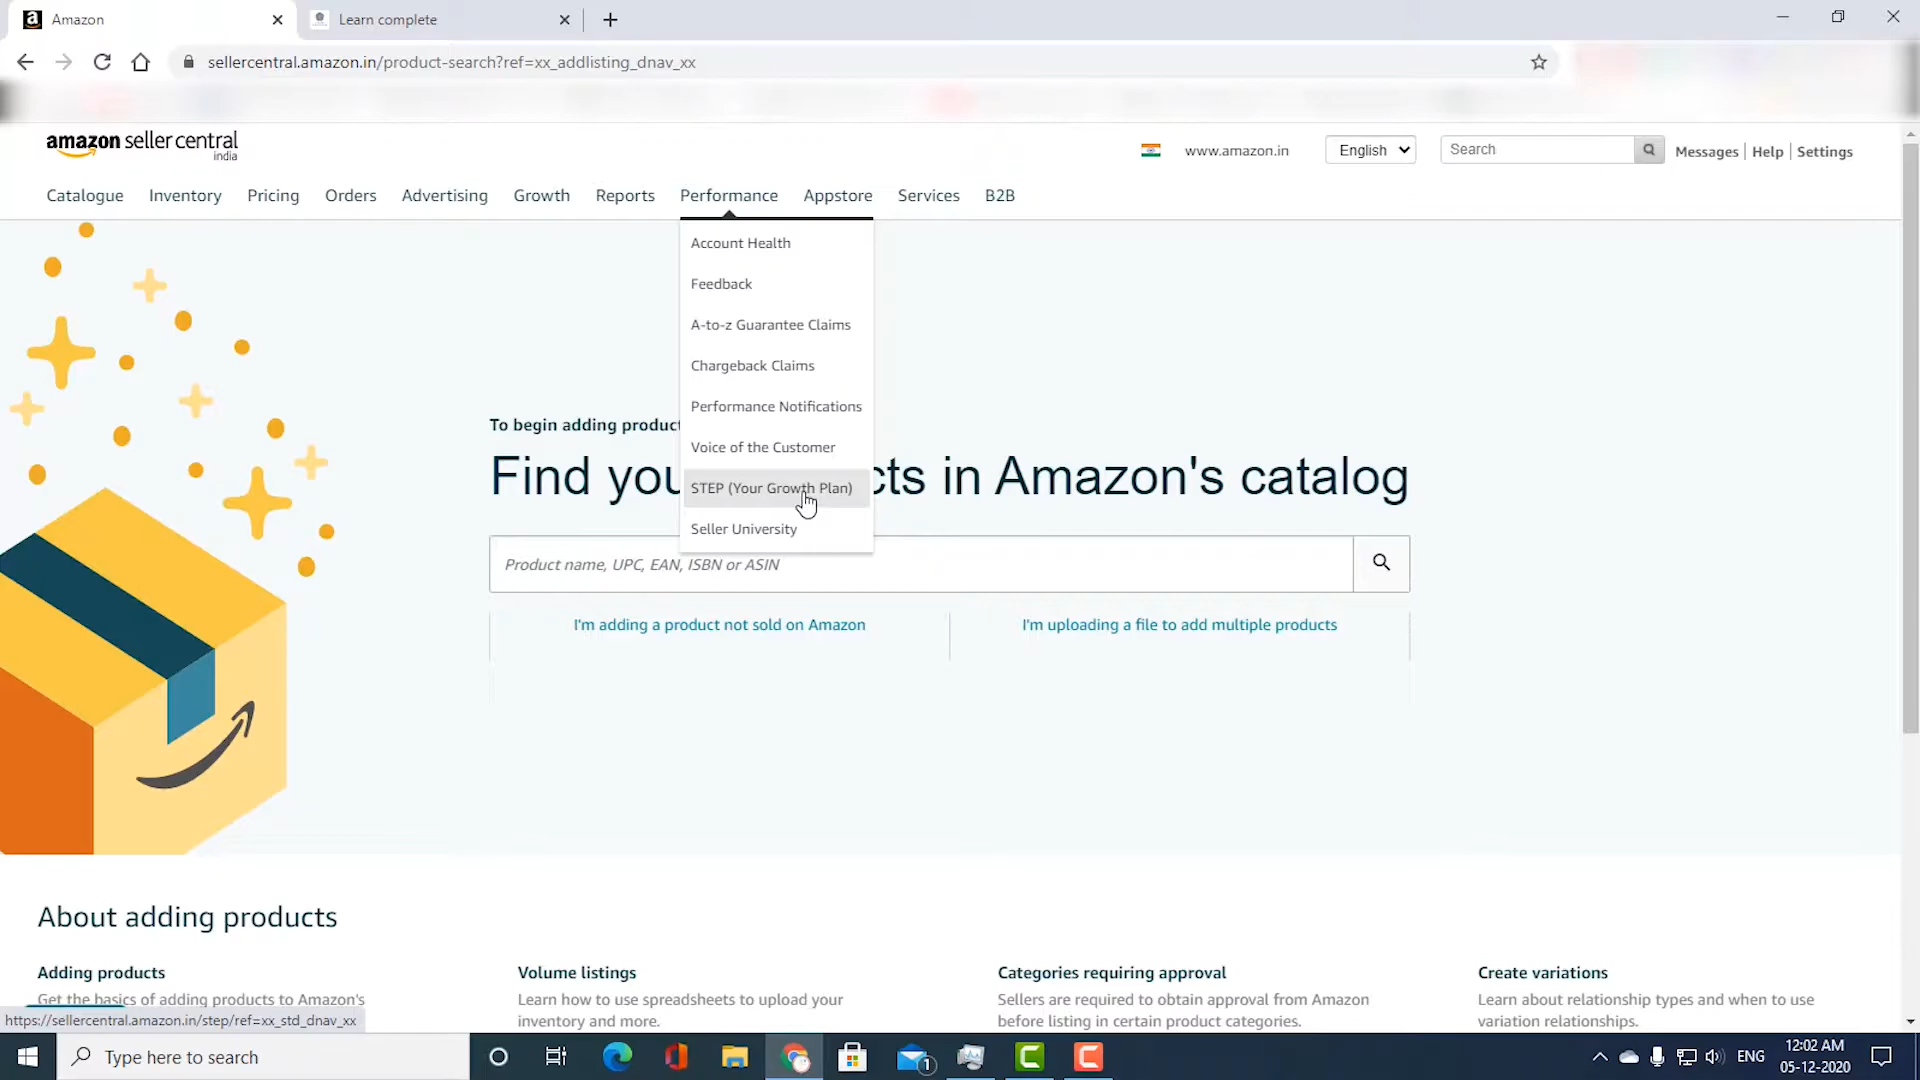 Amazon
Learn complete
sellercentral.amazon.in/product-search?ref=xx_addlisting_dnav_xx
amazon seller central
india
www.amazon.in
English
Search
Messages
Help
Settings
Catalogue
Inventory
Pricing
Orders
Advertising
Growth
Reports
Performance
Appstore
Services
B2B
Account Health
Feedback
A-to-z Guarantee Claims
Chargeback Claims
Performance Notifications
Voice of the Customer
STEP (Your Growth Plan)
Seller University
To begin adding product
Find you cts in Amazon's catalog
Product name, UPC, EAN, ISBN or ASIN
I'm adding a product not sold on Amazon
I'm uploading a file to add multiple products
About adding products
Adding products
Get the basics of adding products to Amazon's
Volume listings
Learn how to use spreadsheets to upload your
inventory and more.
Categories requiring approval
Sellers are required to obtain approval from Amazon
before listing in certain product categories.
Create variations
Learn about relationship types and when to use
variation relationships.
https://sellercentral.amazon.in/step/ref=xx_std_dnav_xx
Type here to search
1
ENG
12:02 AM
05-12-2020